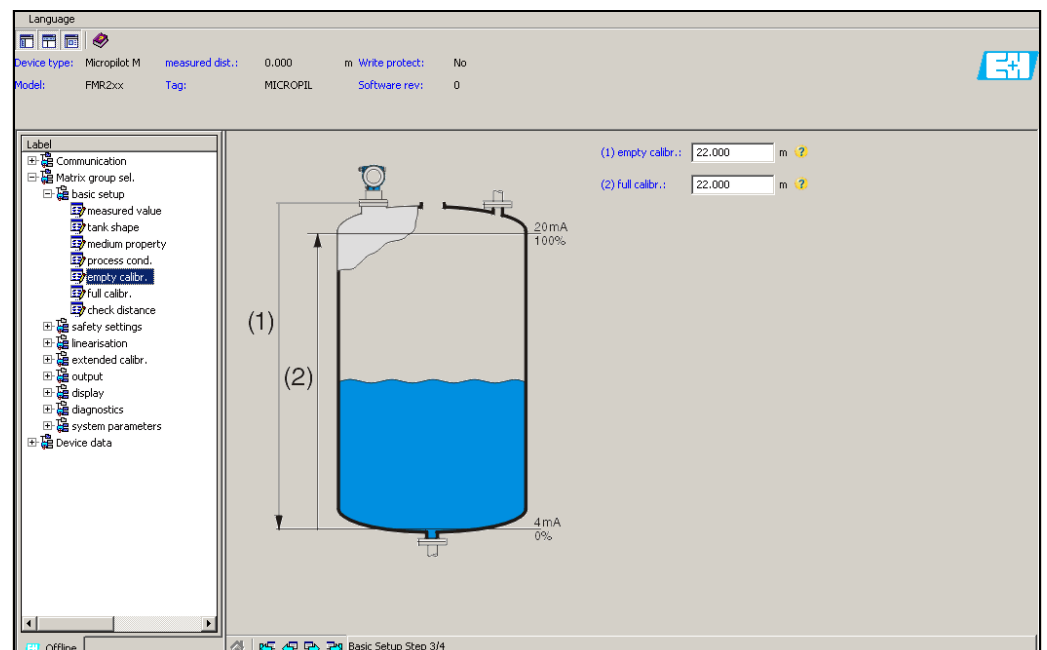 Language
Device type: Micropilot M measured dist.: 0.000 m Write protect: No
Model: FMR2xx Tag: MICROPIL Software rev: 0
E+H
Label
Communication
Matrix group sel.
basic setup
measured value
tank shape
medium property
process cond.
empty calibr.
full calibr.
check distance
safety settings
linearisation
extended calibr.
output
display
diagnostics
system parameters
Device data
(1) empty calibr.: 22.000 m ?
(2) full calibr.: 22.000 m ?
20mA
100%
(1)
(2)
4mA
0%
Offline
Basic Setup Step 3/4